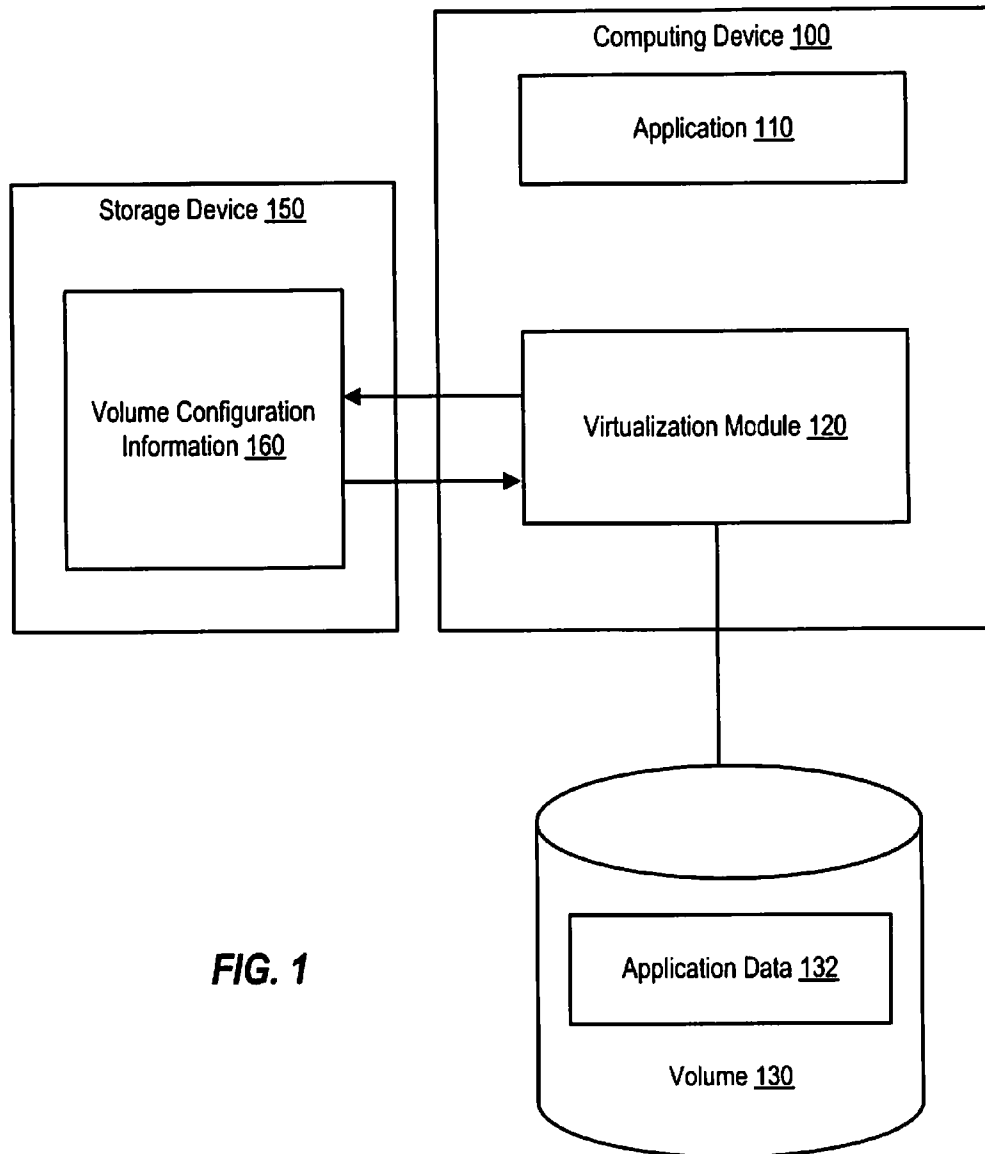 Computing Device 100
Application 110
Storage Device 150
Volume Configuration
Information 160
Virtualization Module 120
FIG. 1
Application Data 132
Volume 130